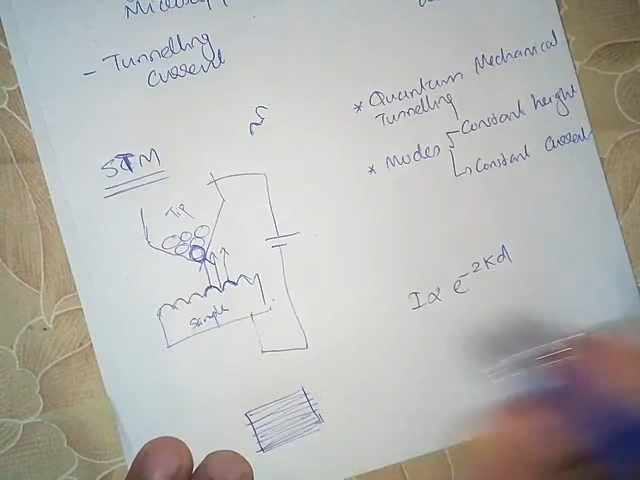 - Tunnelling
Current
* Quantum Mechanical
Tunnelling
* Modes
Constant height
Constant Current
STM
Tip
Sample
I α e^-2Kd